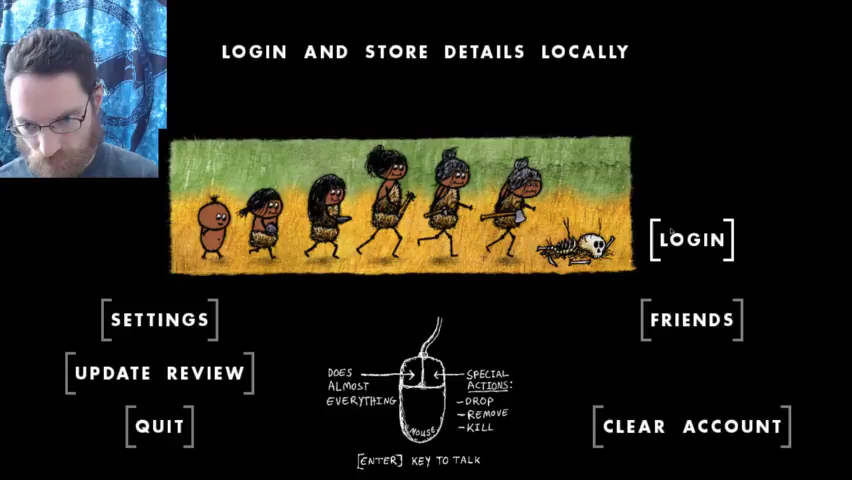 LOGIN AND STORE DETAILS LOCALLY
LOGIN
SETTINGS
FRIENDS
UPDATE REVIEW
QUIT
CLEAR ACCOUNT
DOES
ALMOST
EVERYTHING
SPECIAL
ACTIONS:
-DROP
-REMOVE
-KILL
MOUSE
[ENTER] KEY TO TALK